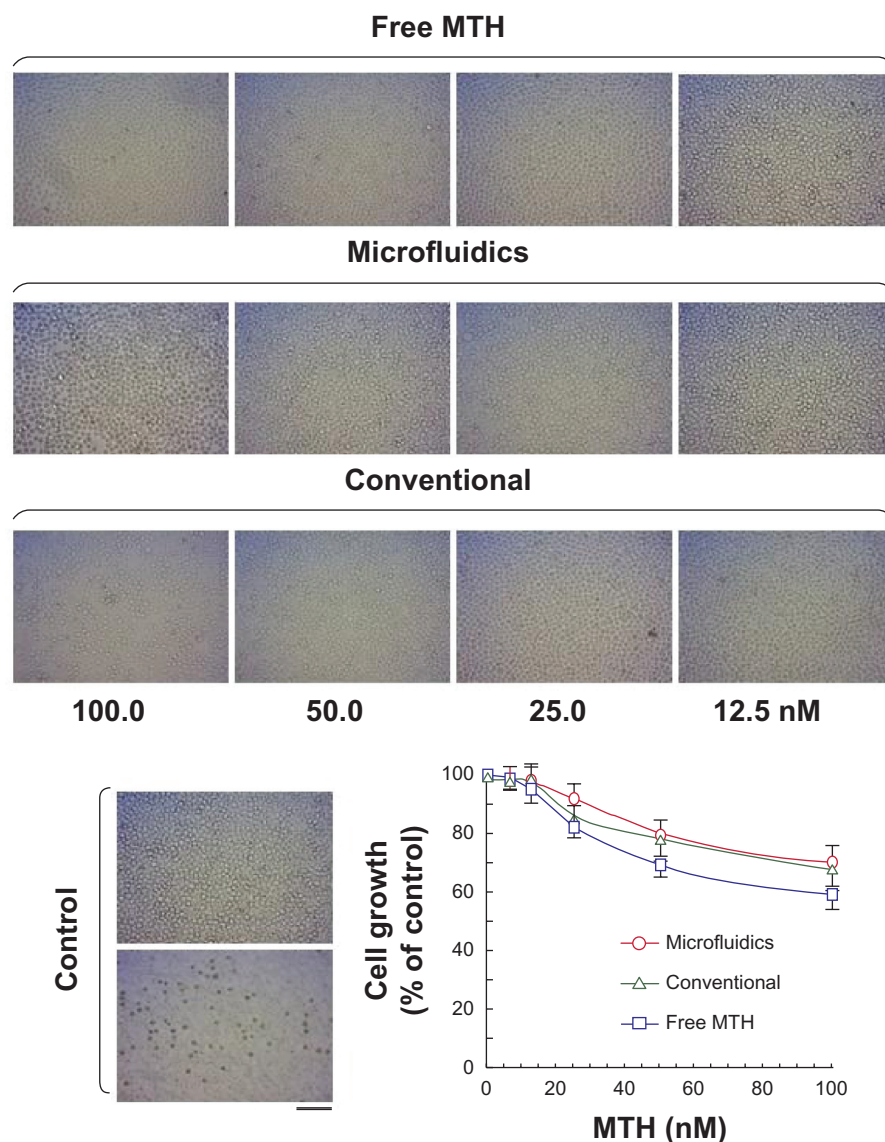 Free MTH
Microfluidics
Conventional
100.0 50.0 25.0 12.5 nM
Control
Cell growth
(% of control)
100
80
60
40
20
0
Microfluidics
Conventional
Free MTH
0 20 40 60 80 100
MTH (nM)